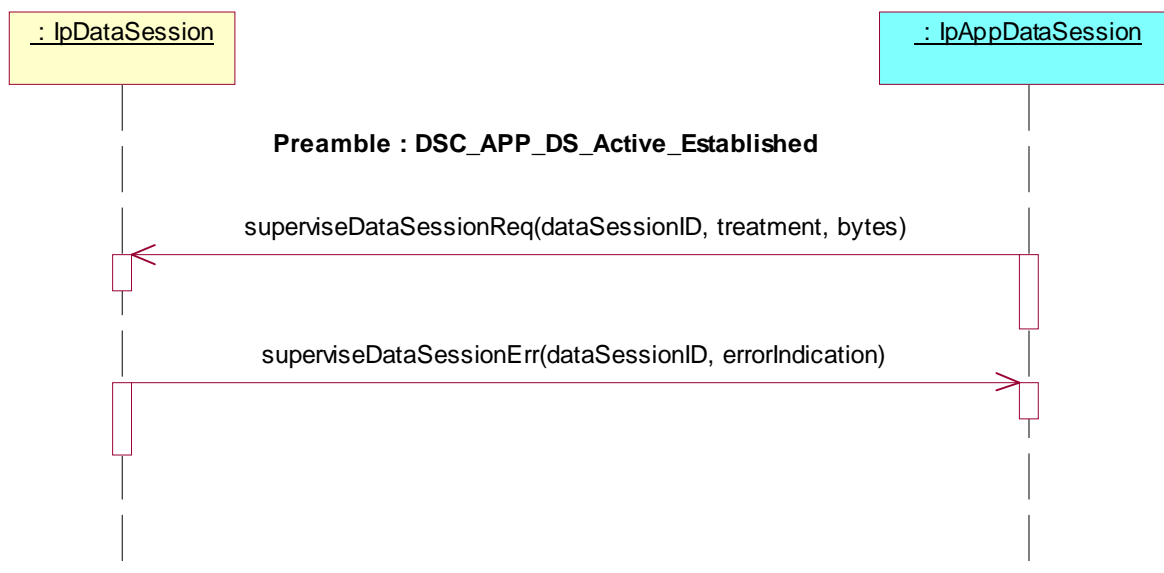 : IpDataSession
: IpAppDataSession
Preamble : DSC_APP_DS_Active_Established
superviseDataSessionReq(dataSessionID, treatment, bytes)
superviseDataSessionErr(dataSessionID, errorIndication)